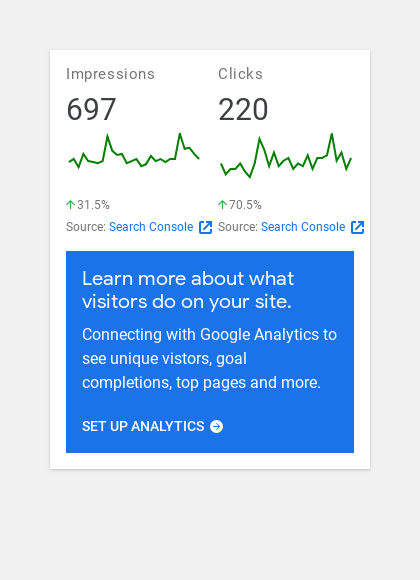 Impressions
Clicks
697
220
31.5%
70.5%
Source: Search Console
Source: Search Console
Learn more about what
visitors do on your site.
Connecting with Google Analytics to
see unique vistors, goal
completions, top pages and more.
SET UP ANALYTICS